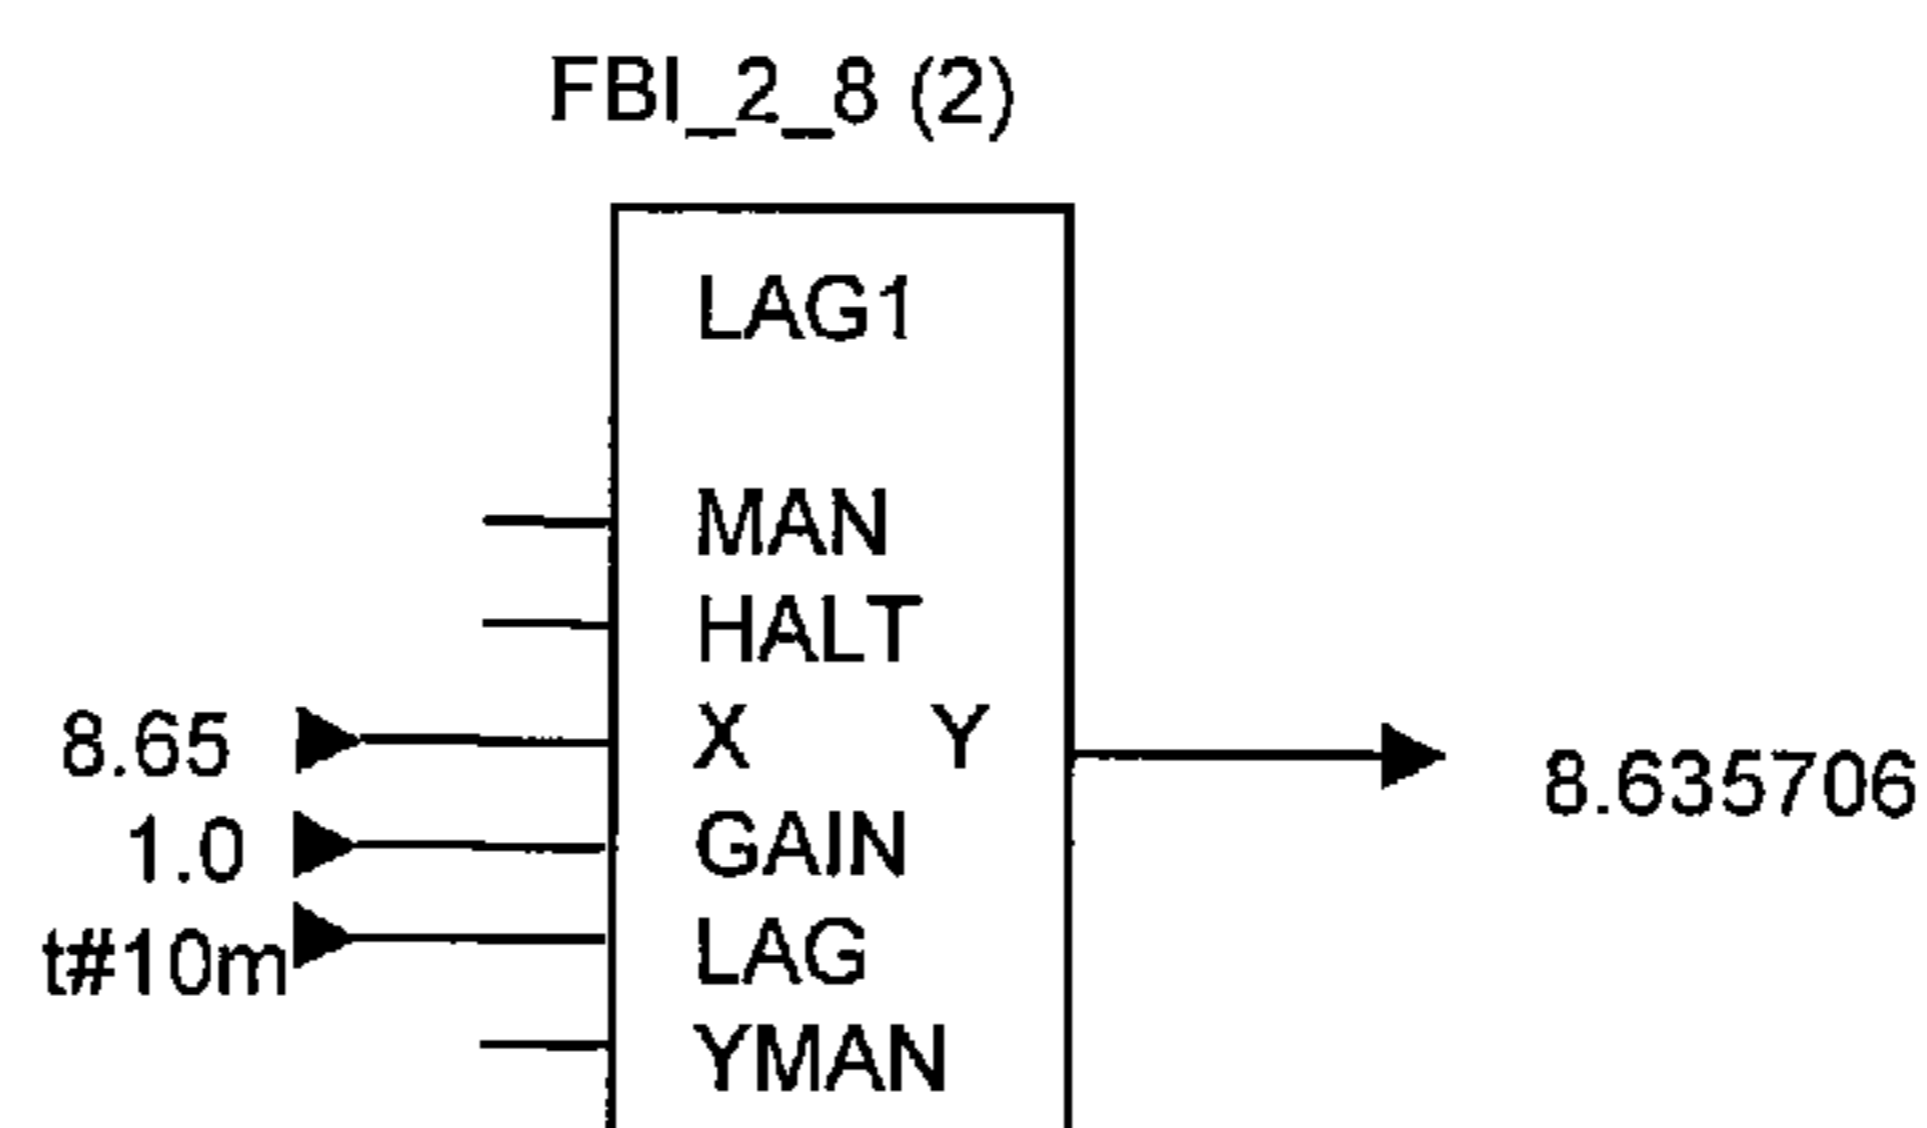 FBI_2_8 (2)
LAG1
MAN
HALT
8.65 X Y 8.635706
1.0 GAIN
t#10m LAG
YMAN